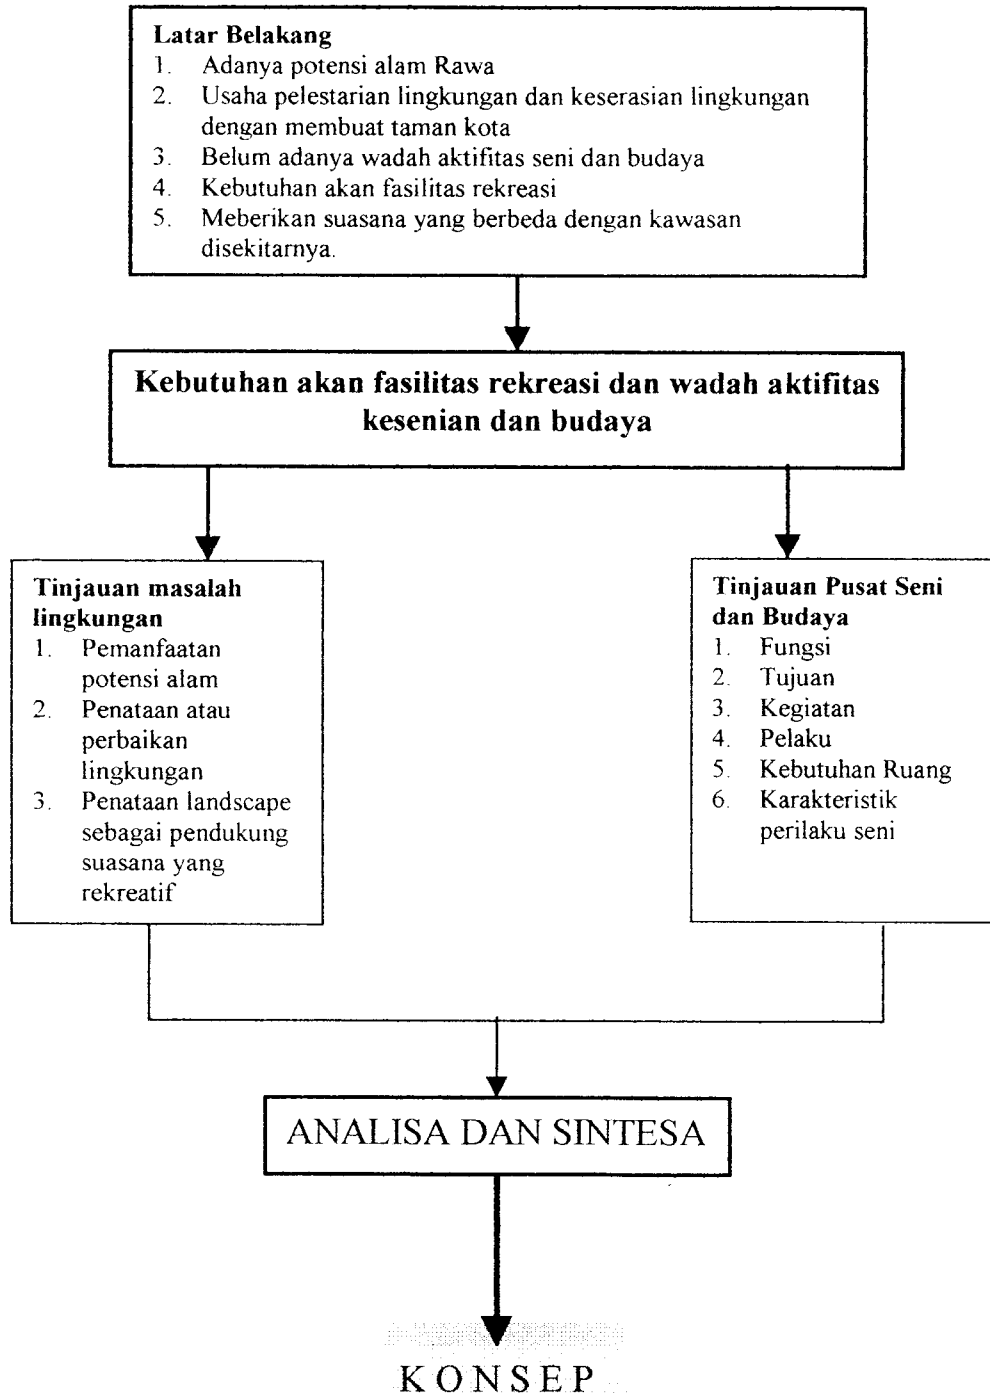 Latar Belakang
1. Adanya potensi alam Rawa
2. Usaha pelestarian lingkungan dan keserasian lingkungan
dengan membuat taman kota
3. Belum adanya wadah aktifitas seni dan budaya
4. Kebutuhan akan fasilitas rekreasi
5. Meberikan suasana yang berbeda dengan kawasan
disekitarnya.
Kebutuhan akan fasilitas rekreasi dan wadah aktifitas
kesenian dan budaya
Tinjauan masalah
lingkungan
1. Pemanfaatan
potensi alam
2. Penataan atau
perbaikan
lingkungan
3. Penataan landscape
sebagai pendukung
suasana yang
rekreatif
Tinjauan Pusat Seni
dan Budaya
1. Fungsi
2. Tujuan
3. Kegiatan
4. Pelaku
5. Kebutuhan Ruang
6. Karakteristik
perilaku seni
ANALISA DAN SINTESA
KONSEP